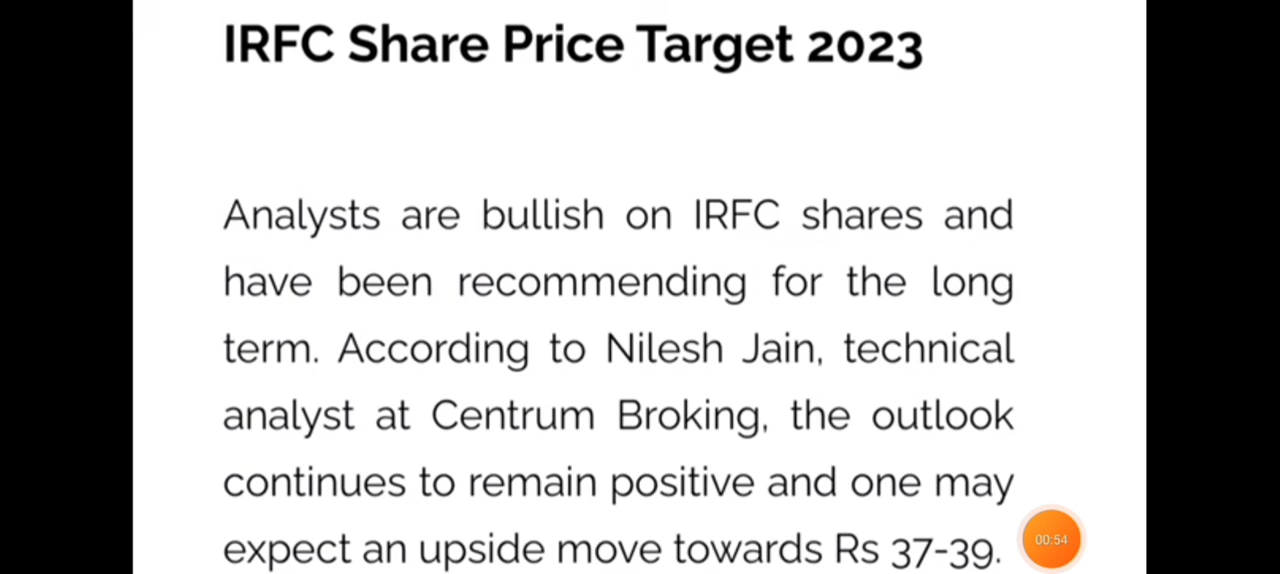 IRFC Share Price Target 2023
Analysts are bullish on IRFC shares and
have been recommending for the long
term. According to Nilesh Jain, technical
analyst at Centrum Broking, the outlook
continues to remain positive and one may
expect an upside move towards Rs 37-39.
00:54